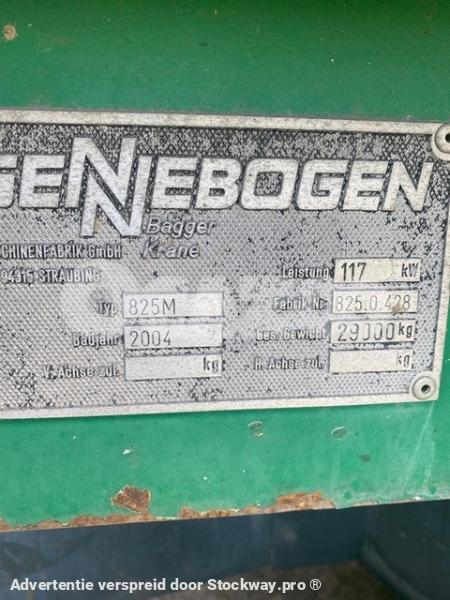 SENNEBOGEN
Bagger
Krane
CHINENFABRIK GmbH
94315 STRAUBING
Leistung 117 kW
Typ 825M Fabrik Nr. 825.0.428
Baujahr 2004 Ges. Gewicht 29000 kg
V. Achse zul. kg H. Achse zul. kg
Advertentie verspreid door Stockway.pro ®